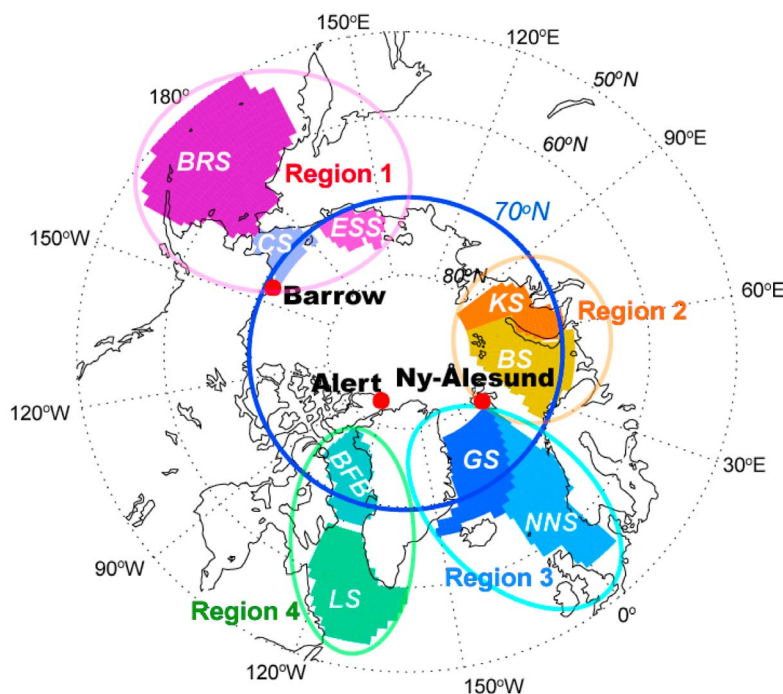 150°E
120°E
180°
50°N
60°N
90°E
BRS
Region 1
70°N
CS
ESS
150°W
80°N
Barrow
60°E
KS
Region 2
BS
Alert
Ny-Ålesund
120°W
BFB
GS
30°E
NNS
90°W
Region 3
LS
Region 4
0°
120°W
150°W